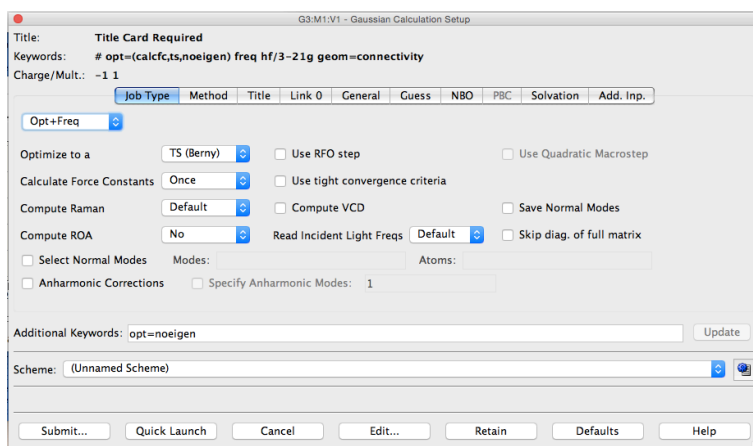 G3:M1:V1 - Gaussian Calculation Setup
Title: Title Card Required
Keywords: # opt=(calcfc,ts,noeigen) freq hf/3-21g geom=connectivity
Charge/Mult.: -1 1
Job Type Method Title Link 0 General Guess NBO PBC Solvation Add. Inp.
Opt+Freq
Optimize to a TS (Berny) Use RFO step Use Quadratic Macrostep
Calculate Force Constants Once Use tight convergence criteria
Compute Raman Default Compute VCD Save Normal Modes
Compute ROA No Read Incident Light Freqs Default Skip diag. of full matrix
Select Normal Modes Modes: Atoms:
Anharmonic Corrections Specify Anharmonic Modes: 1
Additional Keywords: opt=noeigen Update
Scheme: (Unnamed Scheme)
Submit... Quick Launch Cancel Edit... Retain Defaults Help